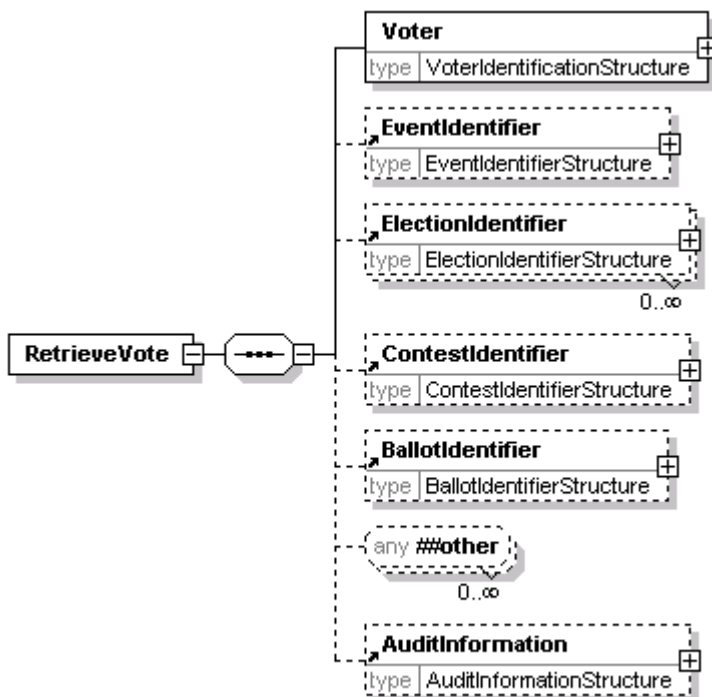 Voter
type VoterIdentificationStructure
EventIdentifier
type EventIdentifierStructure
ElectionIdentifier
type ElectionIdentifierStructure
0..∞
RetrieveVote
ContestIdentifier
type ContestIdentifierStructure
BallotIdentifier
type BallotIdentifierStructure
any ##other
0..∞
AuditInformation
type AuditInformationStructure